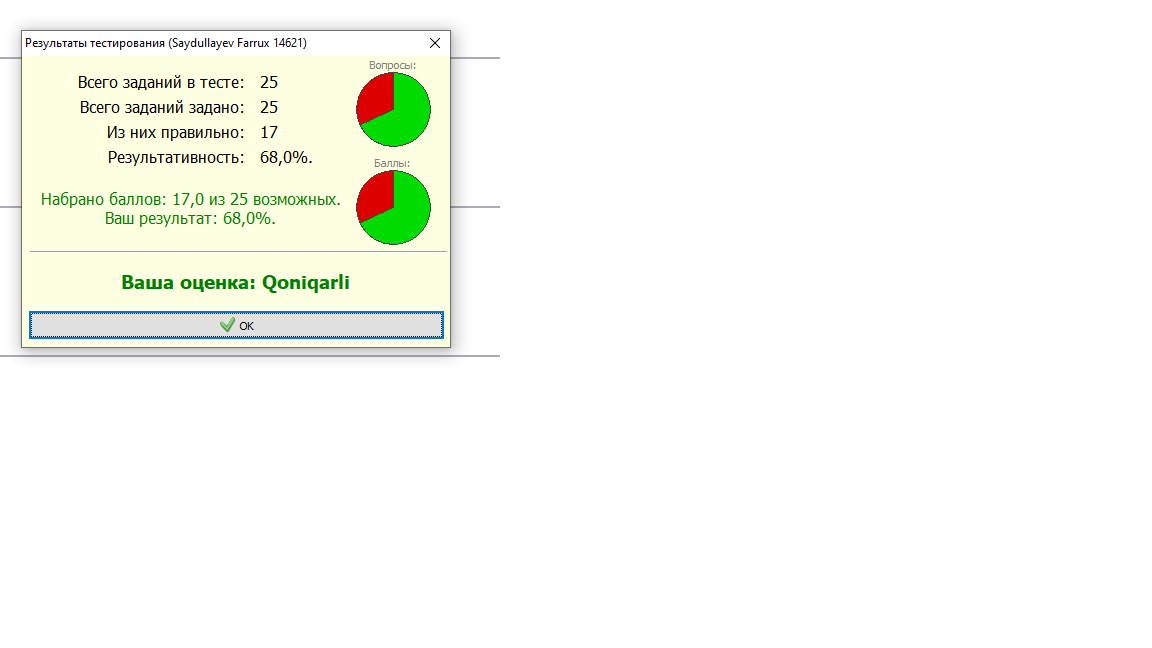 Результаты тестирования (Saydullayev Farrux 14621)
Вопросы:
Всего заданий в тесте: 25
Всего заданий задано: 25
Из них правильно: 17
Результативность: 68,0%.
Баллы:
Набрано баллов: 17,0 из 25 возможных.
Ваш результат: 68,0%.
Ваша оценка: Qoniqarli
OK